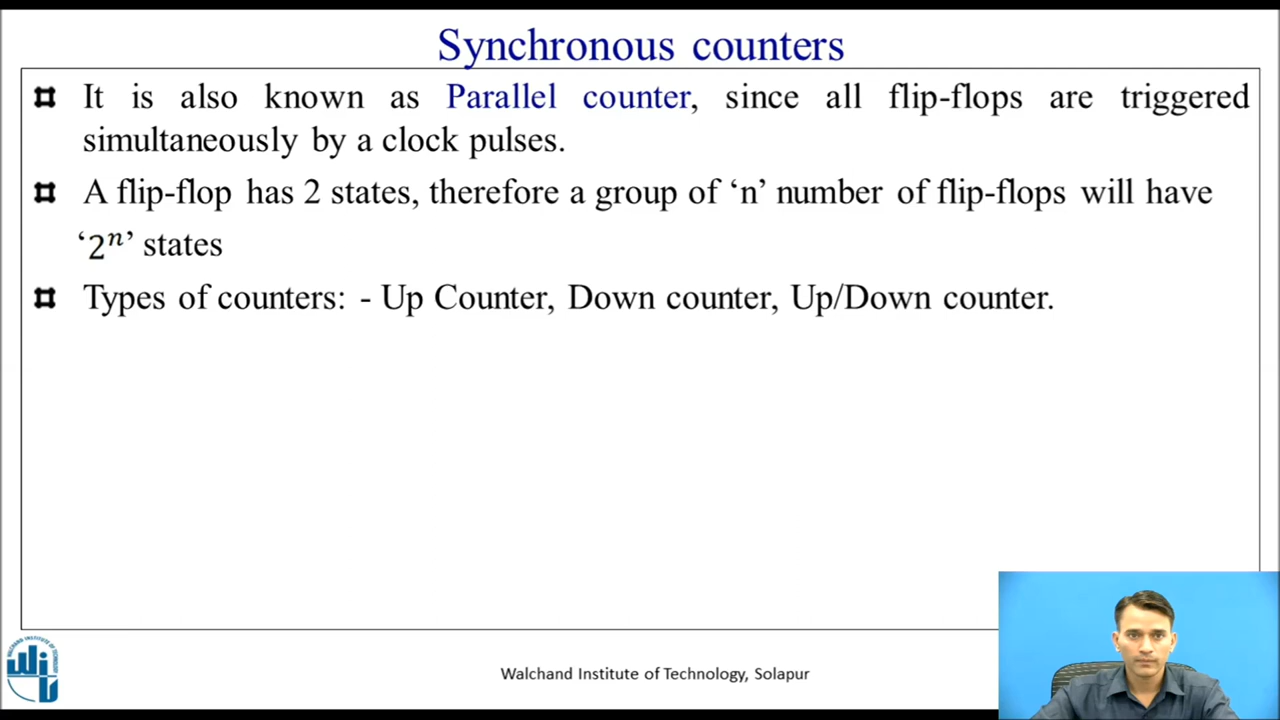 Synchronous counters
It is also known as Parallel counter, since all flip-flops are triggered
simultaneously by a clock pulses.
A flip-flop has 2 states, therefore a group of ‘n’ number of flip-flops will have
‘2ⁿ’ states
Types of counters: - Up Counter, Down counter, Up/Down counter.
Walchand Institute of Technology, Solapur